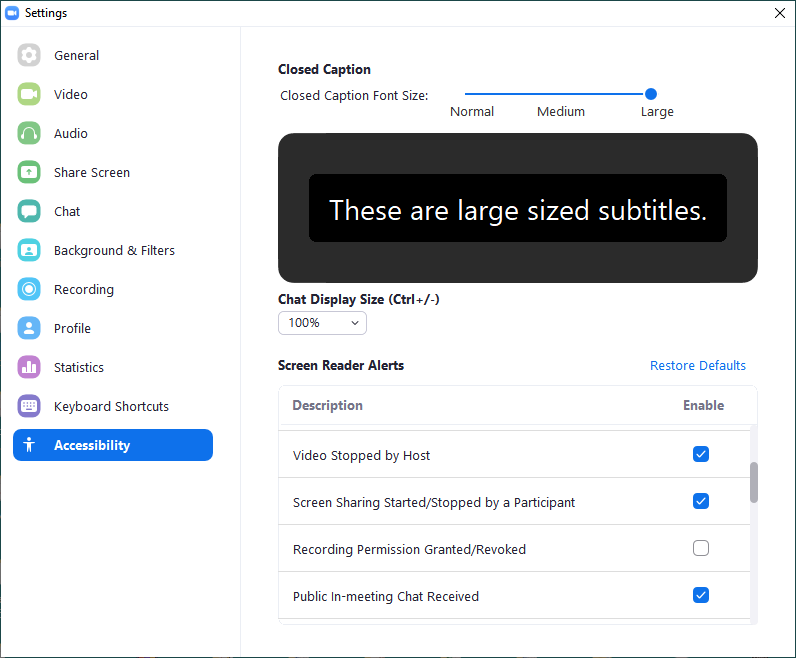 Settings
General
Video
Audio
Share Screen
Chat
Background & Filters
Recording
Profile
Statistics
Keyboard Shortcuts
Accessibility
Closed Caption
Closed Caption Font Size:
Normal Medium Large
These are large sized subtitles.
Chat Display Size (Ctrl+/-)
100%
Screen Reader Alerts Restore Defaults
Description Enable
Video Stopped by Host
Screen Sharing Started/Stopped by a Participant
Recording Permission Granted/Revoked
Public In-meeting Chat Received